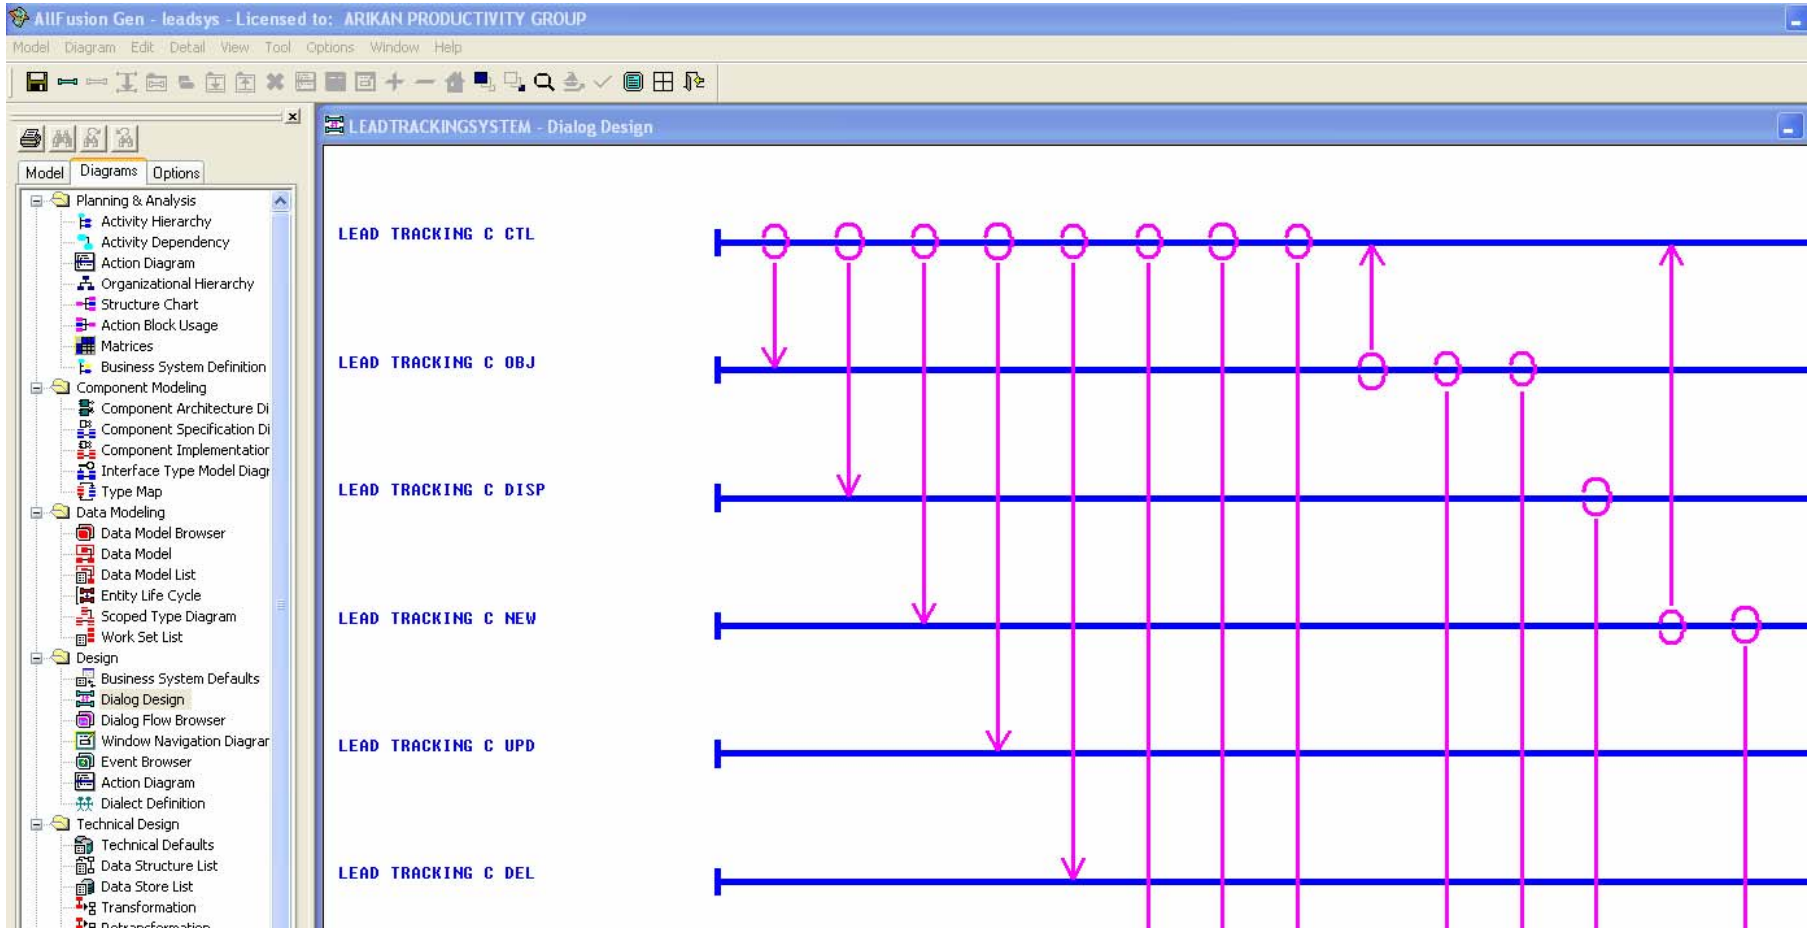 AllFusion Gen - leadsys - Licensed to: ARIKAN PRODUCTIVITY GROUP
Model Diagram Edit Detail View Tool Options Window Help
Model Diagrams Options
Planning & Analysis
Activity Hierarchy
Activity Dependency
Action Diagram
Organizational Hierarchy
Structure Chart
Action Block Usage
Matrices
Business System Definition
Component Modeling
Component Architecture Di
Component Specification Di
Component Implementation
Interface Type Model Diagr
Type Map
Data Modeling
Data Model Browser
Data Model
Data Model List
Entity Life Cycle
Scoped Type Diagram
Work Set List
Design
Business System Defaults
Dialog Design
Dialog Flow Browser
Window Navigation Diagrar
Event Browser
Action Diagram
Dialect Definition
Technical Design
Technical Defaults
Data Structure List
Data Store List
Transformation
Retransformation
LEADTRACKINGSYSTEM - Dialog Design
LEAD TRACKING C CTL
LEAD TRACKING C OBJ
LEAD TRACKING C DISP
LEAD TRACKING C NEW
LEAD TRACKING C UPD
LEAD TRACKING C DEL